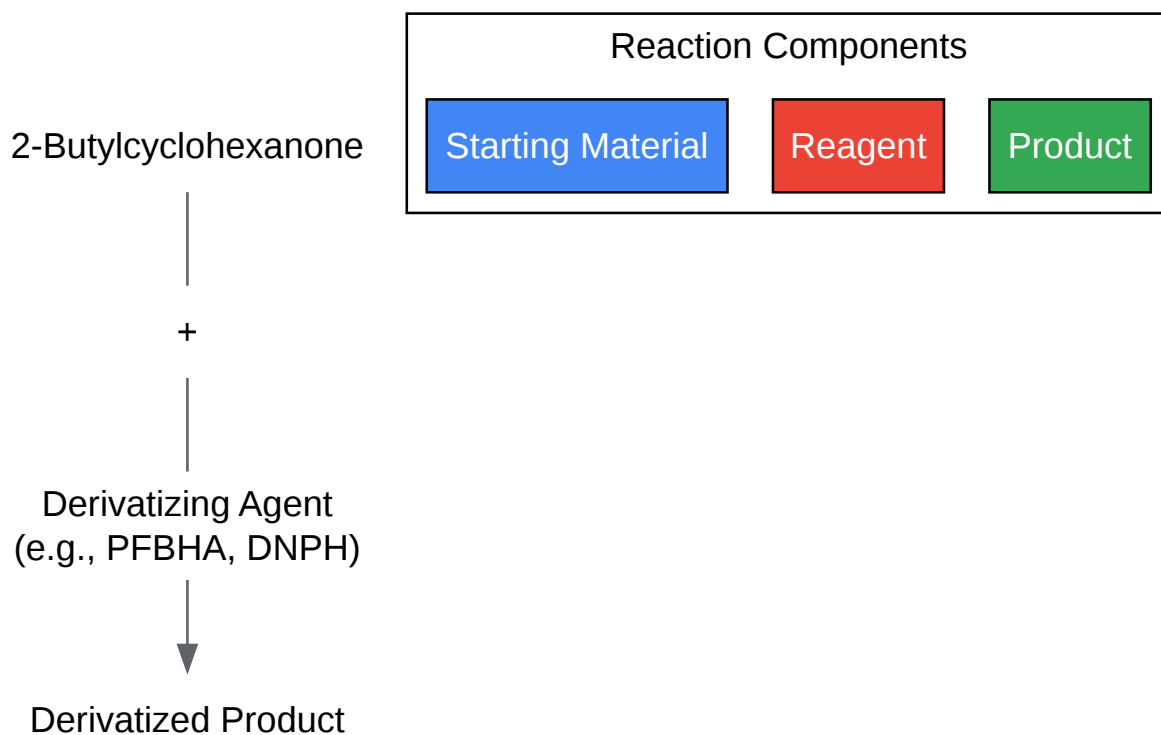 Reaction Components
Starting Material
Reagent
Product
2-Butylcyclohexanone
+
Derivatizing Agent
(e.g., PFBHA, DNPH)
Derivatized Product